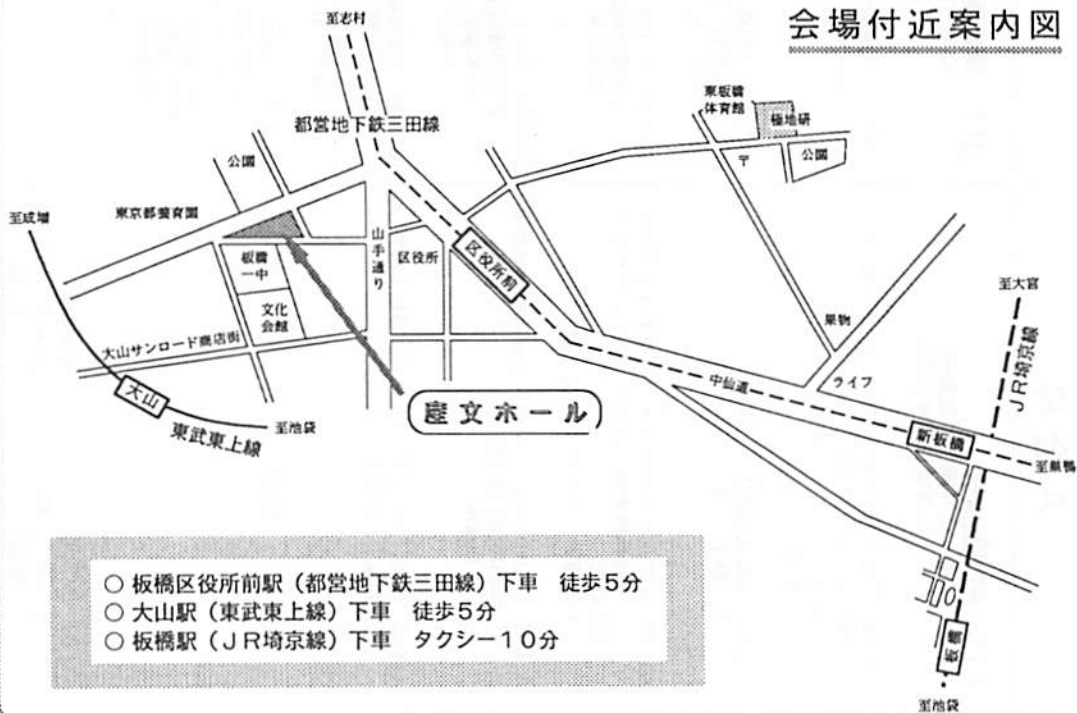 会場付近案内図
至志村
都営地下鉄三田線
東板橋
体育館
極地研
公園
〒
公園
至成増
東京都養育園
板橋
一中
山手通り
区役所
区役所前
文化
会館
大山サンロード商店街
至大宮
JR埼京線
果物
中仙道
ライフ
大山
東武東上線
至池袋
産文ホール
新板橋
至巣鴨
○ 板橋区役所前駅(都営地下鉄三田線)下車 徒歩5分
○ 大山駅(東武東上線)下車 徒歩5分
○ 板橋駅(JR埼京線)下車 タクシー10分
板橋
至池袋